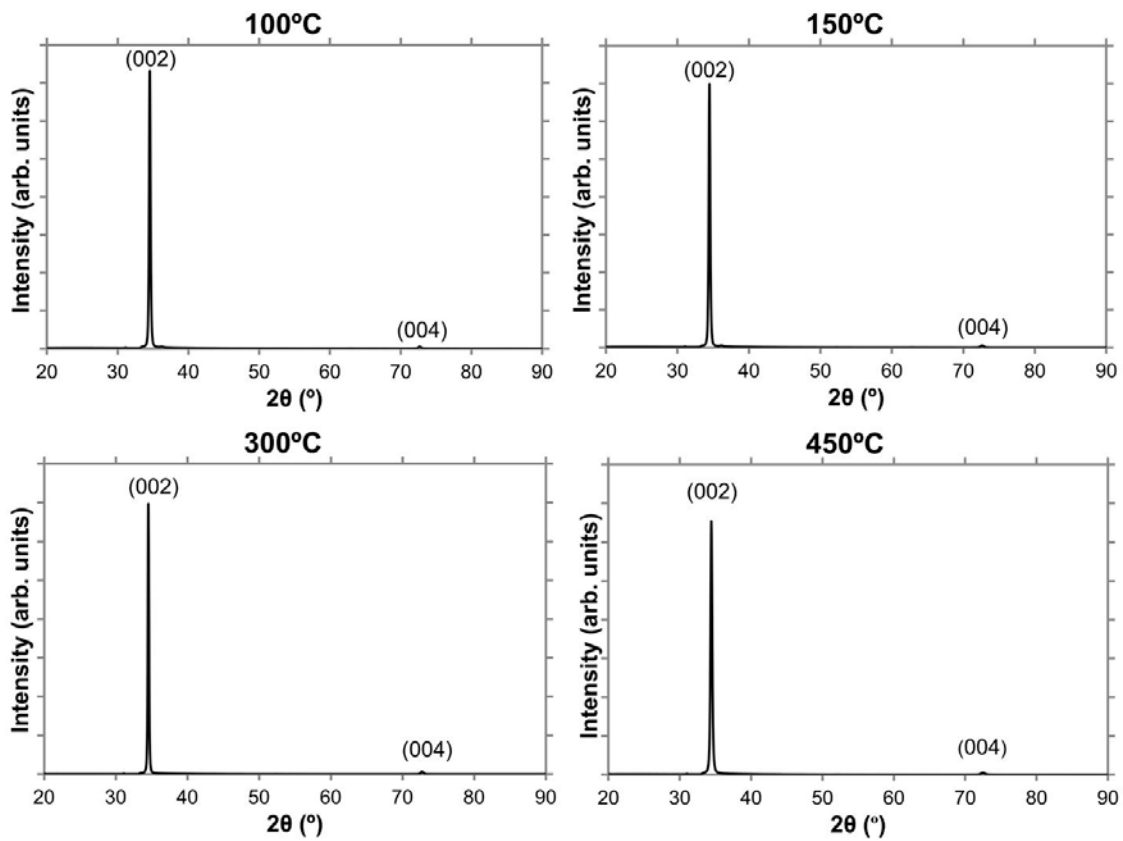 100ºC
(002)
(004)
Intensity (arb. units)
20 30 40 50 60 70 80 90
2θ (º)
150ºC
(002)
(004)
Intensity (arb. units)
20 30 40 50 60 70 80 90
2θ (º)
300ºC
(002)
(004)
Intensity (arb. units)
20 30 40 50 60 70 80 90
2θ (º)
450ºC
(002)
(004)
Intensity (arb. units)
20 30 40 50 60 70 80 90
2θ (º)